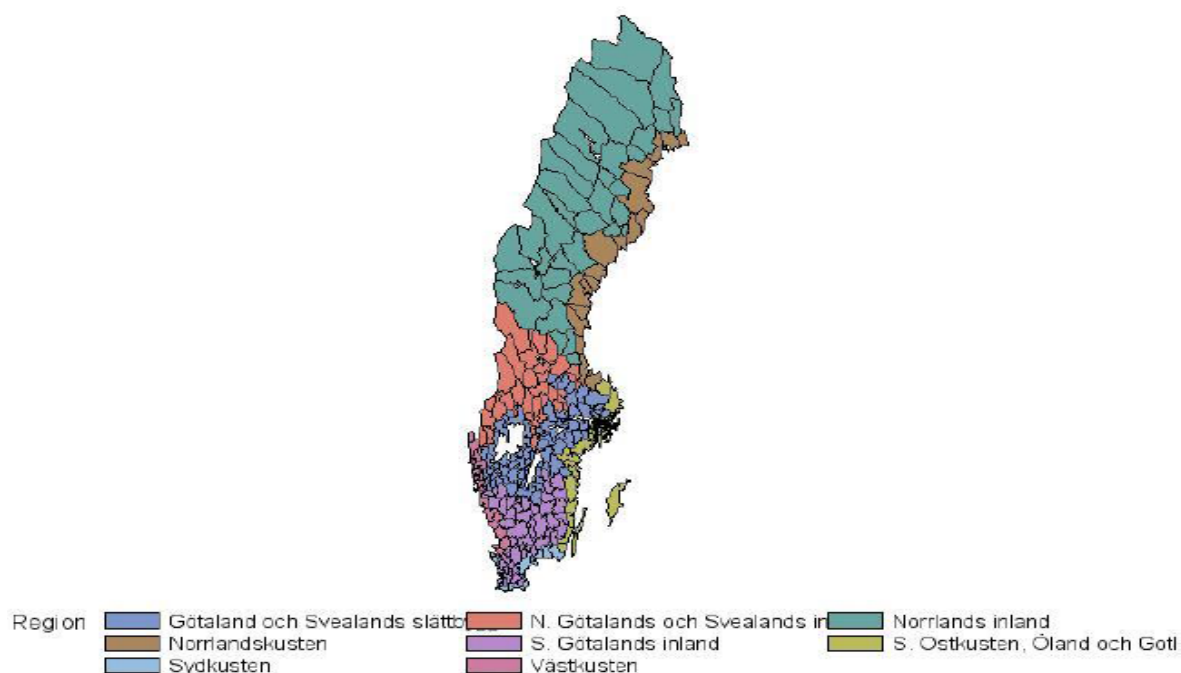 Region Götaland och Svealands slättb N. Götalands och Svealands in Norrlands inland
Norrlandskusten S. Götalands inland S. Ostkusten, Öland och Gotl
Sydkusten Västkusten